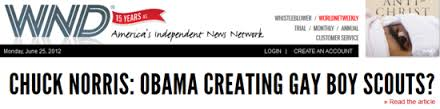 WND
15 YEARS
America's Independent News Network
WHISTLEBLOWER / WORLDNETWEEKLY
TRIAL / MONTHLY / ANNUAL
CUSTOMER SERVICE
ANTI
CHRIST
Monday, June 25, 2012
LOGIN | CREATE AN ACCOUNT
CHUCK NORRIS: OBAMA CREATING GAY BOY SCOUTS?
» Read the article